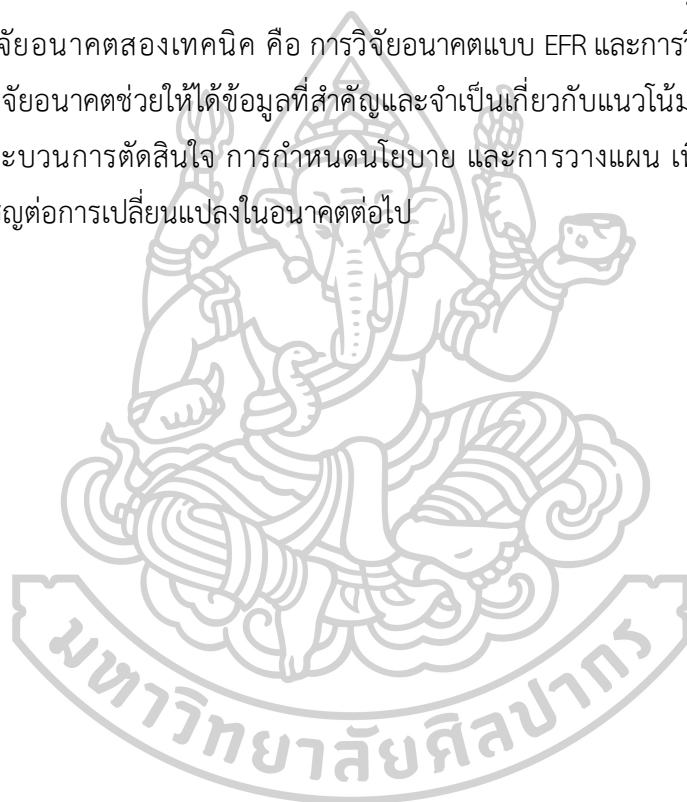 จัยอนาคตสองเทคนิค คือ การวิจัยอนาคตแบบ EFR และการวิ
จัยอนาคตช่วยให้ได้ข้อมูลที่สำคัญและจำเป็นเกี่ยวกับแนวโน้ม
ะบวนการตัดสินใจ การกำหนดนโยบาย และการวางแผน เพื
ญต่อการเปลี่ยนแปลงในอนาคตต่อไป
มหาวิทยาลัยศิลปากร